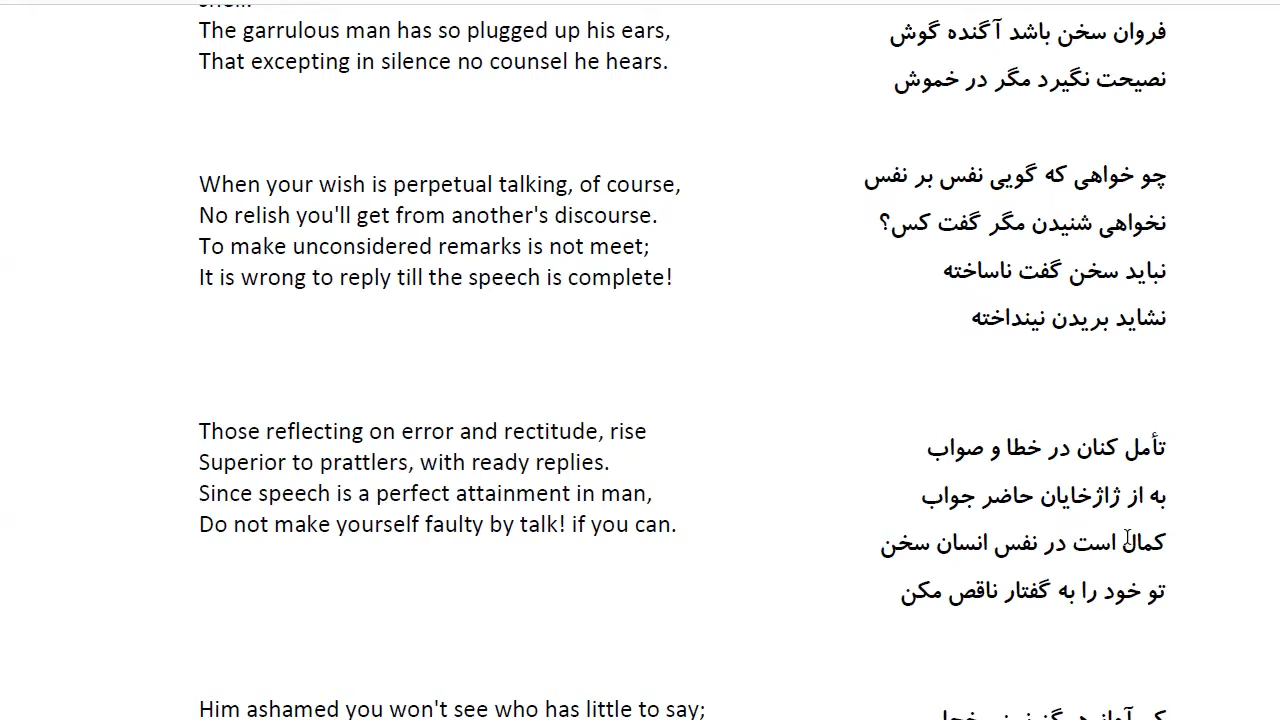 The garrulous man has so plugged up his ears,
That excepting in silence no counsel he hears.
فروان سخن باشد آگنده گوش
نصیحت نگیرد مگر در خموش
When your wish is perpetual talking, of course,
No relish you'll get from another's discourse.
To make unconsidered remarks is not meet;
It is wrong to reply till the speech is complete!
چو خواهی که گویی نفس بر نفس
نخواهی شنیدن مگر گفت کس؟
نباید سخن گفت ناساخته
نشاید بریدن نینداخته
Those reflecting on error and rectitude, rise
Superior to prattlers, with ready replies.
Since speech is a perfect attainment in man,
Do not make yourself faulty by talk! if you can.
تأمل کنان در خطا و صواب
به از ژاژخایان حاضر جواب
کمال است در نفس انسان سخن
تو خود را به گفتار ناقص مکن
Him ashamed you won't see who has little to say;